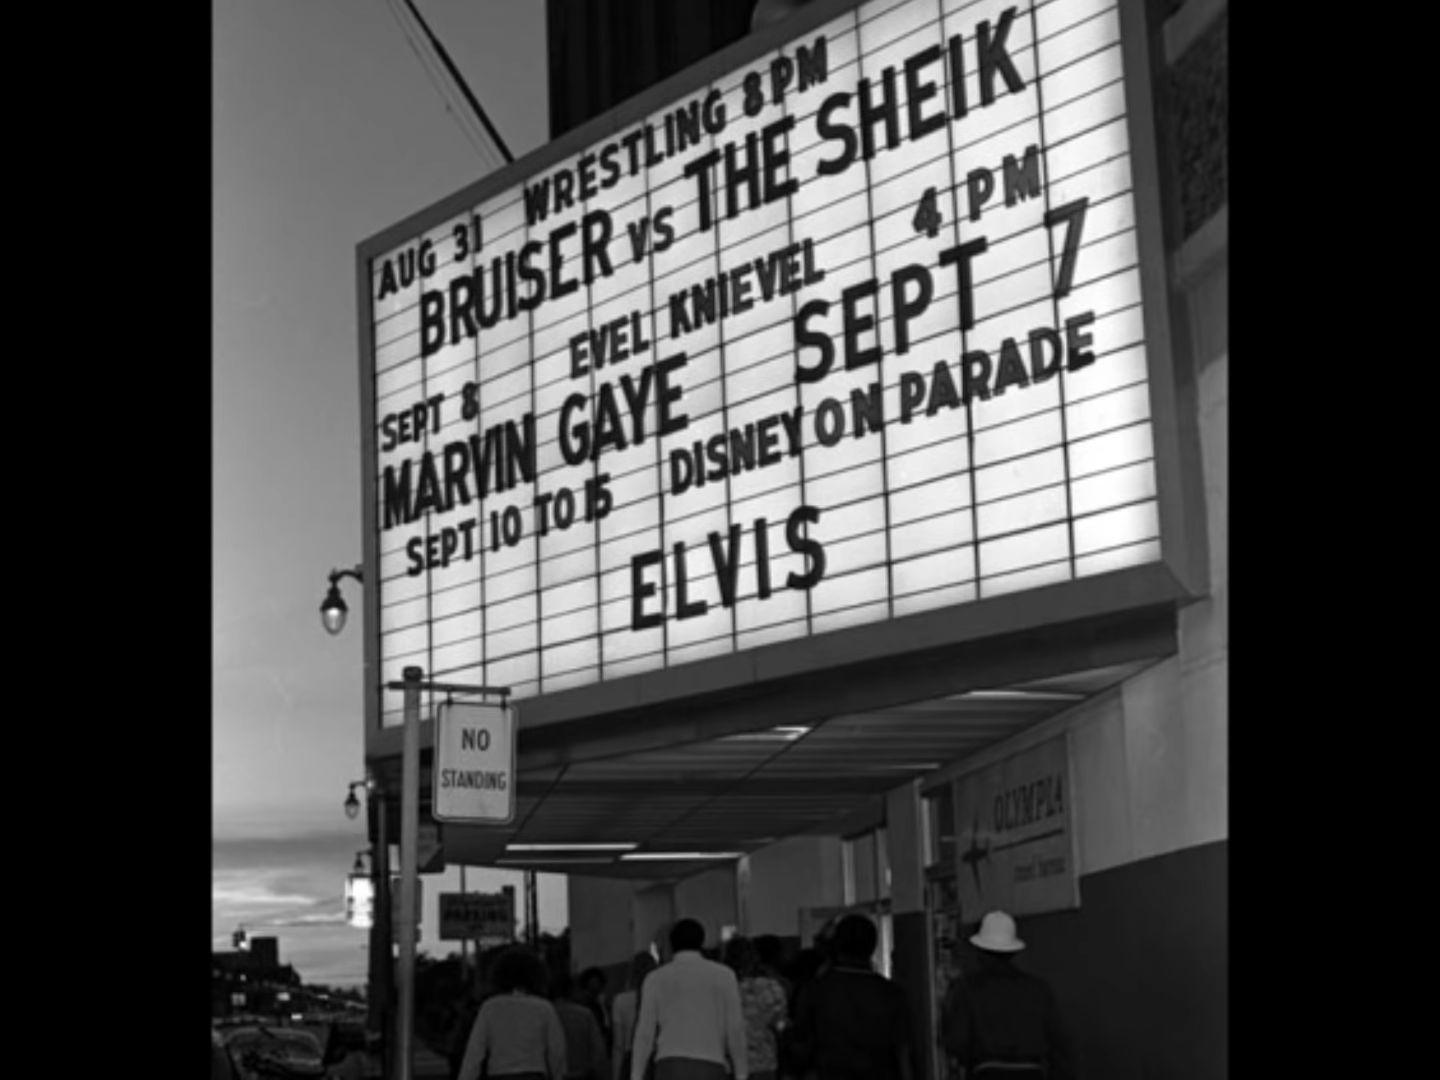 AUG 31 WRESTLING 8PM
BRUISER VS THE SHEIK
SEPT 8 EVEL KNIEVEL 4 PM
MARVIN GAYE SEPT 7
SEPT 10 TO 15 DISNEY ON PARADE
ELVIS
NO
STANDING
OLYMPIA
PARKING